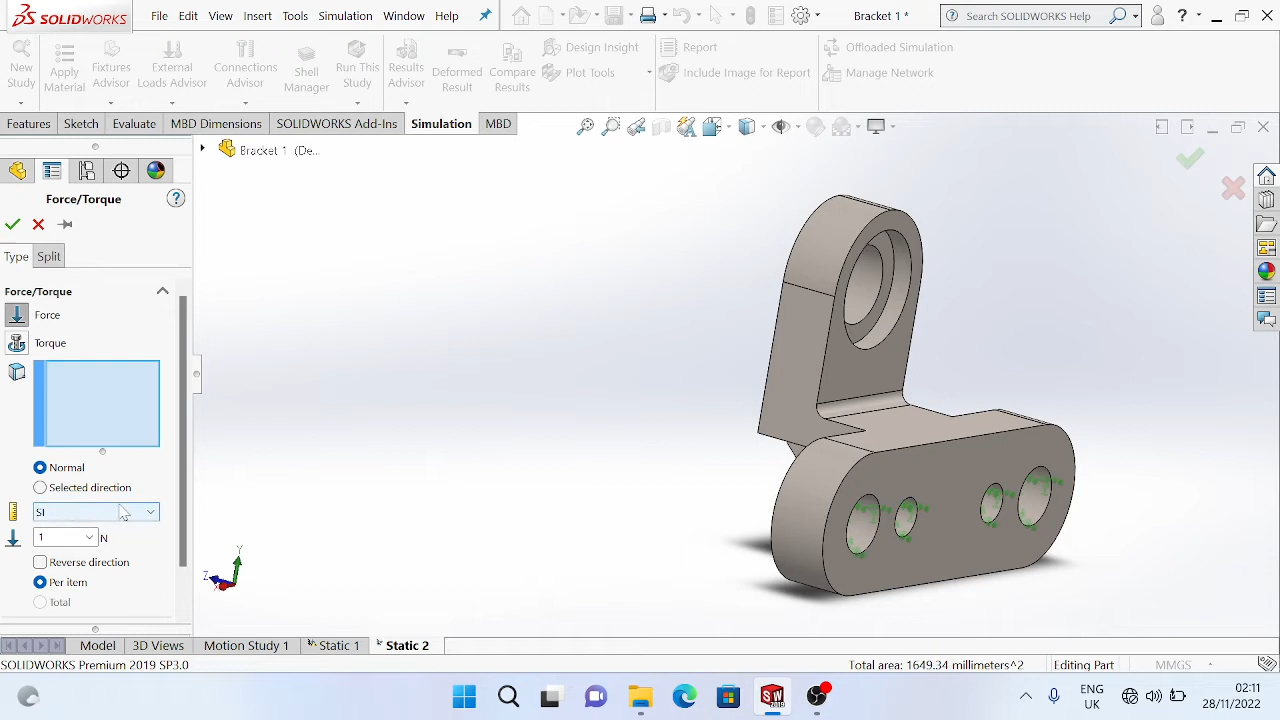 SOLIDWORKS File Edit View Insert Tools Simulation Window Help Bracket 1 * Search SOLIDWORKS Help ?
New Study
Apply Material
Fixtures Advisor
External Loads Advisor
Connections Advisor
Shell Manager
Run This Study
Results Advisor
Deformed Result
Compare Results
Design Insight
Plot Tools
Report
Include Image for Report
Offloaded Simulation
Manage Network
Features Sketch Evaluate MBD Dimensions SOLIDWORKS Add-Ins Simulation MBD
Bracket 1 (De...
Force/Torque ?
Type Split
Force/Torque
Force
Torque
Normal
Selected direction
SI
1 N
Reverse direction
Per item
Total
Y
Z
Model 3D Views Motion Study 1 Static 1 Static 2
SOLIDWORKS Premium 2019 SP3.0 Total area: 1649.34 millimeters^2 Editing Part MMGS
SW
2019
ENG
UK
02:11
28/11/2022